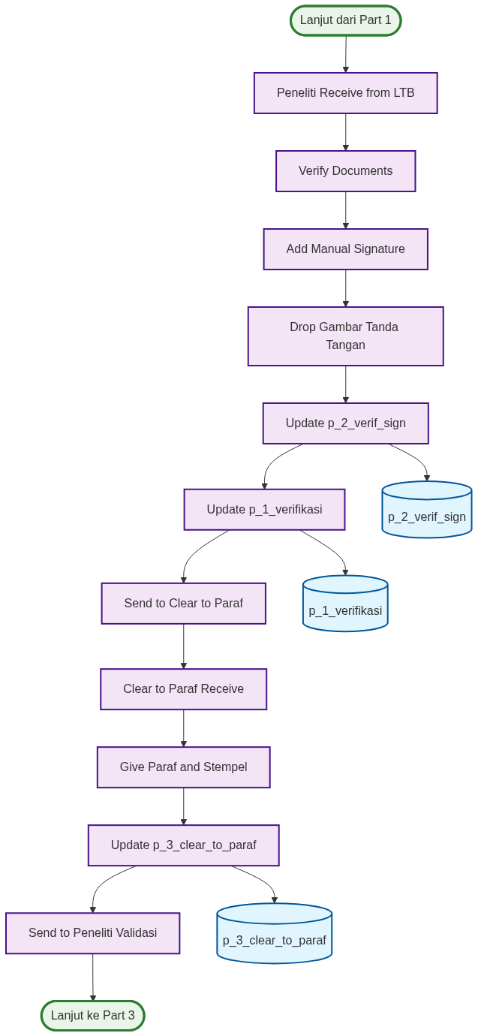 Lanjut dari Part 1
Peneliti Receive from LTB
Verify Documents
Add Manual Signature
Drop Gambar Tanda
Tangan
Update p_2_verif_sign
Update p_1_verifikasi
p_2_verif_sign
Send to Clear to Paraf
p_1_verifikasi
Clear to Paraf Receive
Give Paraf and Stempel
Update p_3_clear_to_paraf
Send to Peneliti Validasi
p_3_clear_to_paraf
Lanjut ke Part 3